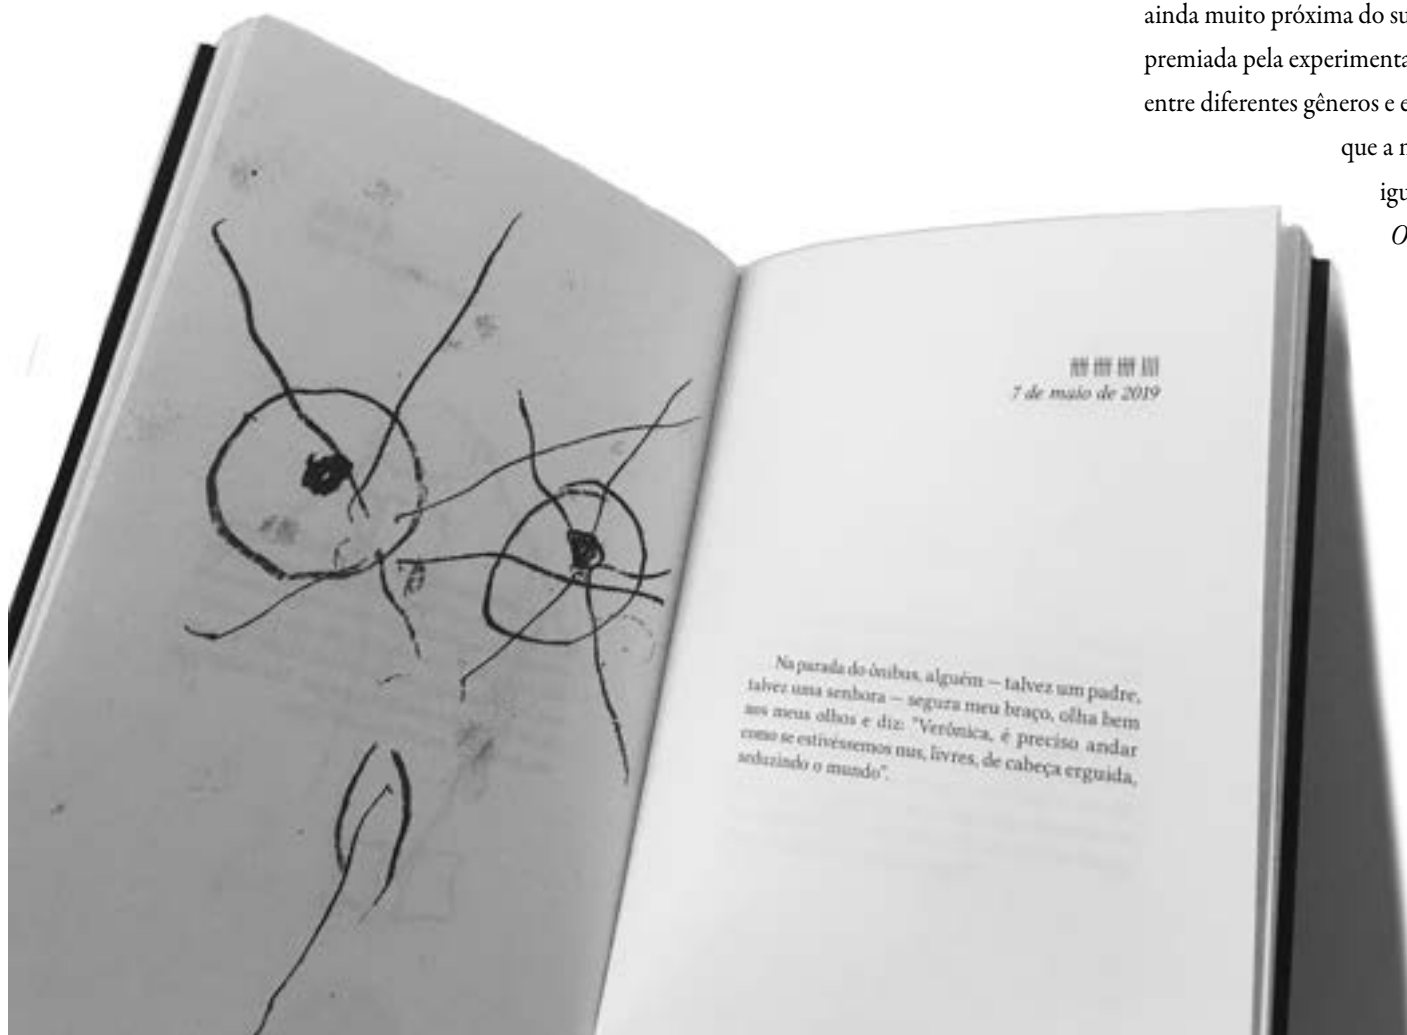 ainda muito próxima do su
premiada pela experimenta
entre diferentes gêneros e e
que a
igu
O
7 de maio de 2019
Na parada do ônibus, alguém — talvez um padre,
talvez uma senhora — segura meu braço, olha bem
aos meus olhos e diz: "Verônica, é preciso andar
como se estivéssemos nus, livres, de cabeça erguida,
seduzindo o mundo".